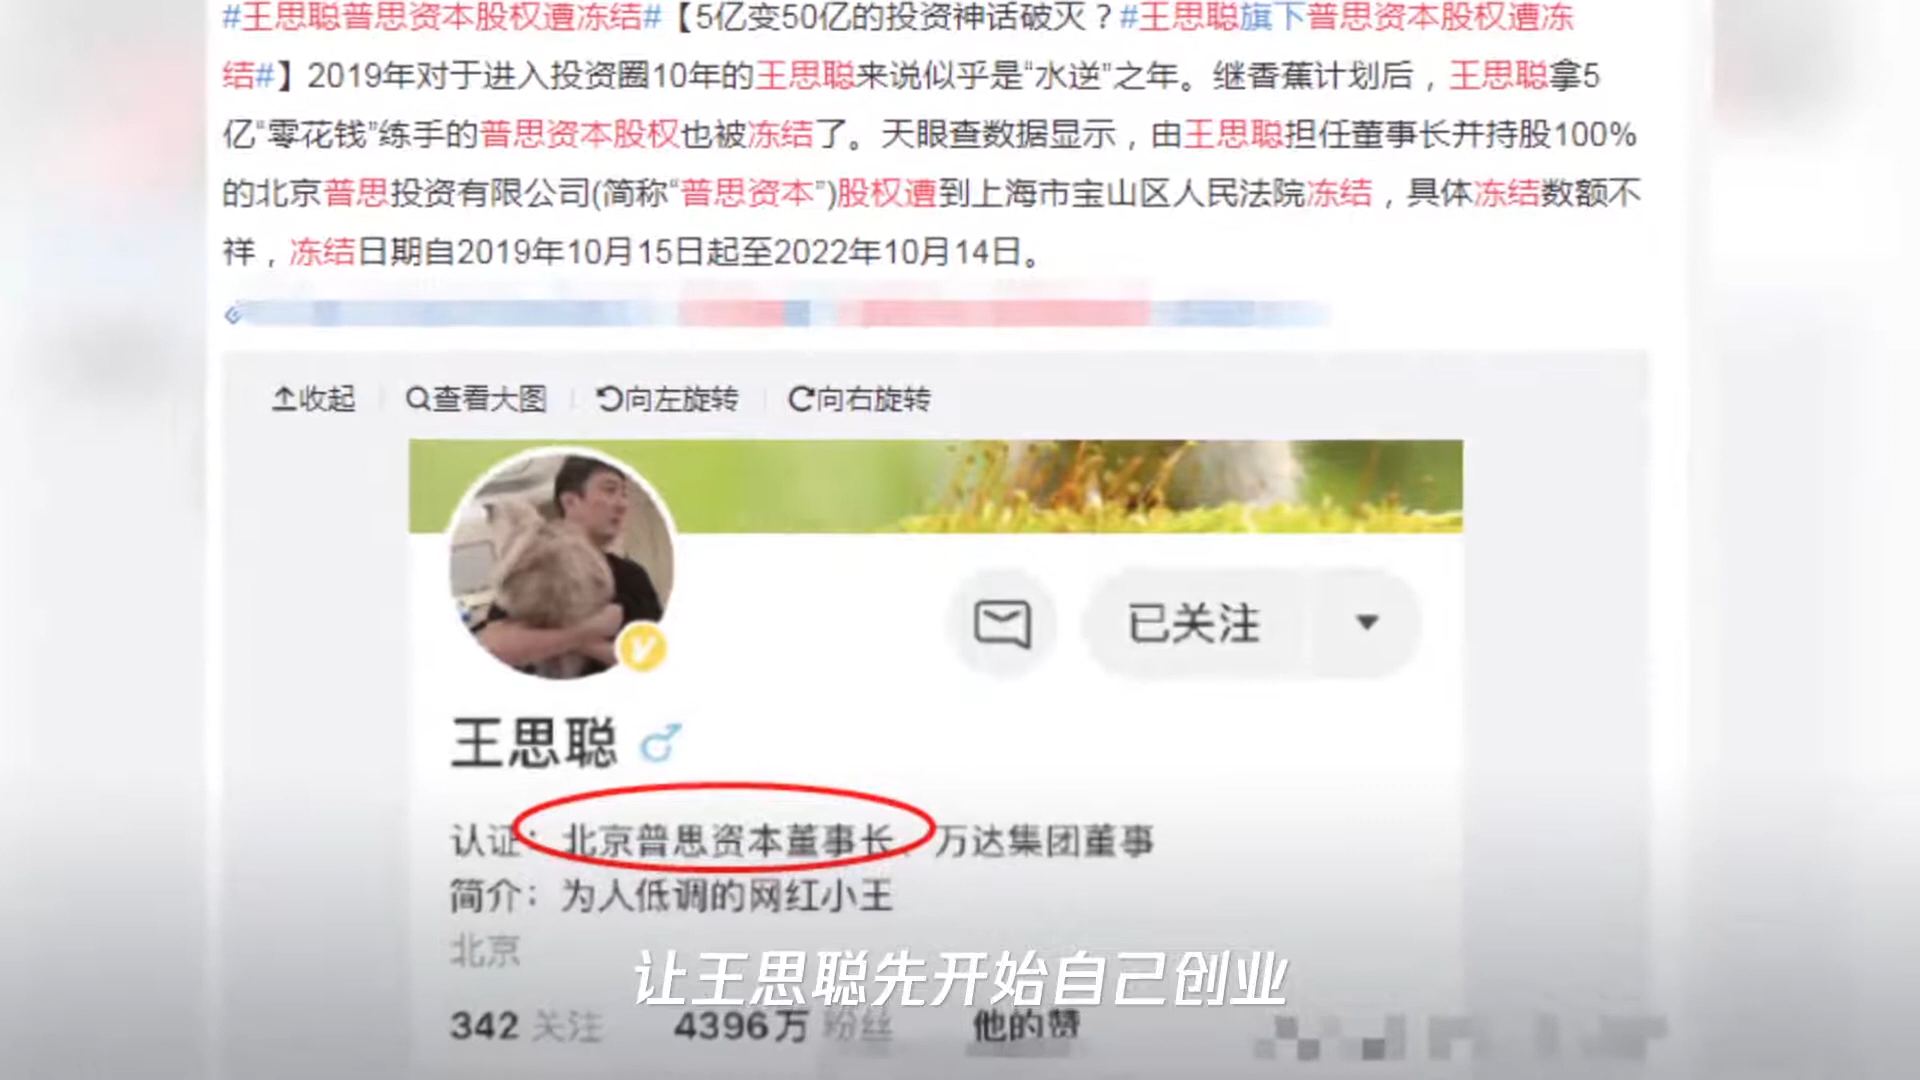 #王思聪普思资本股权遭冻结#【5亿变50亿的投资神话破灭？#王思聪旗下普思资本股权遭冻
结#】2019年对于进入投资圈10年的王思聪来说似乎是“水逆”之年。继香蕉计划后，王思聪拿5
亿“零花钱”练手的普思资本股权也被冻结了。天眼查数据显示，由王思聪担任董事长并持股100%
的北京普思投资有限公司(简称“普思资本”)股权遭到上海市宝山区人民法院冻结，具体冻结数额不
祥，冻结日期自2019年10月15日起至2022年10月14日。
收起 查看大图 向左旋转 向右旋转
已关注
王思聪
认证：北京普思资本董事长、万达集团董事
简介：为人低调的网红小王
北京
让王思聪先开始自己创业
342 关注 4396万 粉丝 他的赞